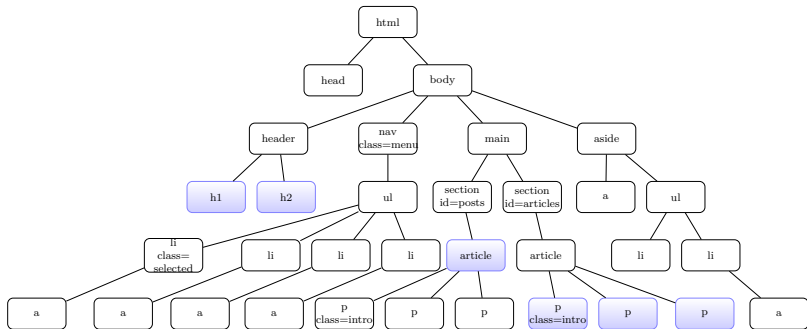 html
head
body
header
nav
class=menu
main
aside
h1
h2
ul
section
id=posts
section
id=articles
a
ul
li
class=
selected
li
li
li
article
article
li
li
a
a
a
a
p
class=intro
p
p
p
class=intro
p
p
a